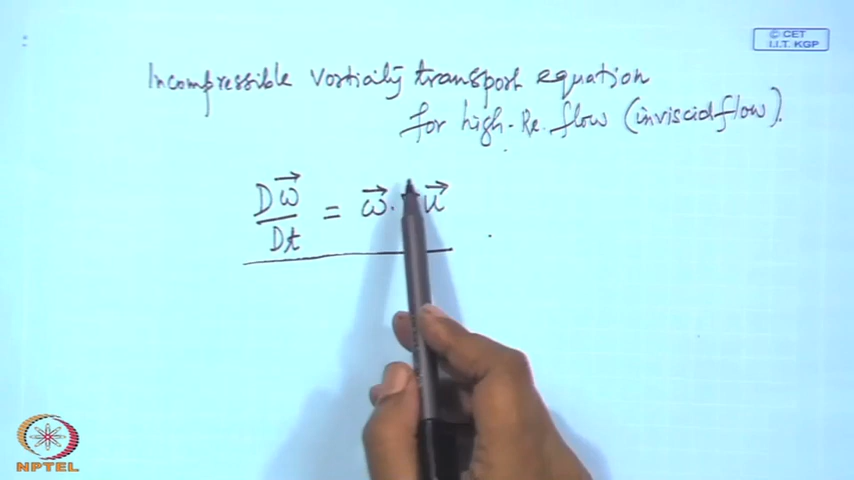 © CET
I.I.T. KGP
Incompressible vorticity transport equation
for high-Re. flow (inviscid flow).
Dω⃗/Dt = ω⃗. u⃗
NPTEL